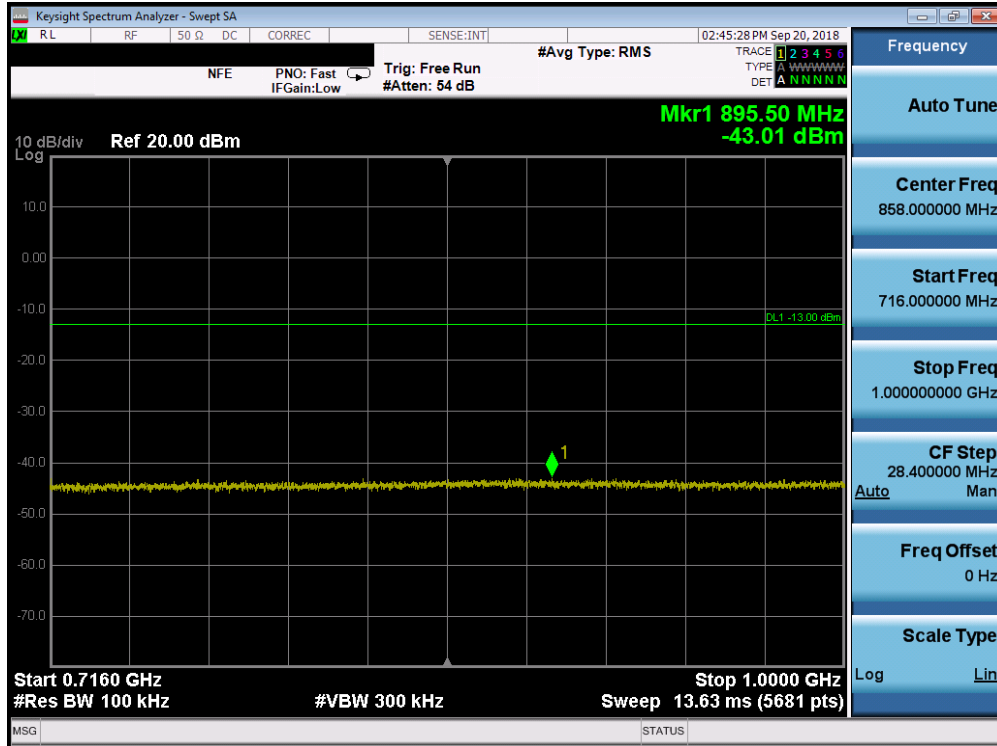 Keysight Spectrum Analyzer - Swept SA
LXI RL RF 50 Ω DC CORREC SENSE:INT 02:45:28 PM Sep 20, 2018
NFE PNO: Fast Trig: Free Run #Avg Type: RMS TRACE 1 2 3 4 5 6
IFGain:Low #Atten: 54 dB TYPE A WWWWW
DET A N N N N N
Mkr1 895.50 MHz
-43.01 dBm
10 dB/div Ref 20.00 dBm
Log
10.0
0.00
-10.0
DL1 -13.00 dBm
-20.0
-30.0
-40.0
1
-50.0
-60.0
-70.0
Start 0.7160 GHz Stop 1.0000 GHz
#Res BW 100 kHz #VBW 300 kHz Sweep 13.63 ms (5681 pts)
MSG STATUS
Frequency
Auto Tune
Center Freq
858.000000 MHz
Start Freq
716.000000 MHz
Stop Freq
1.000000000 GHz
CF Step
28.400000 MHz
Auto Man
Freq Offset
0 Hz
Scale Type
Log Lin